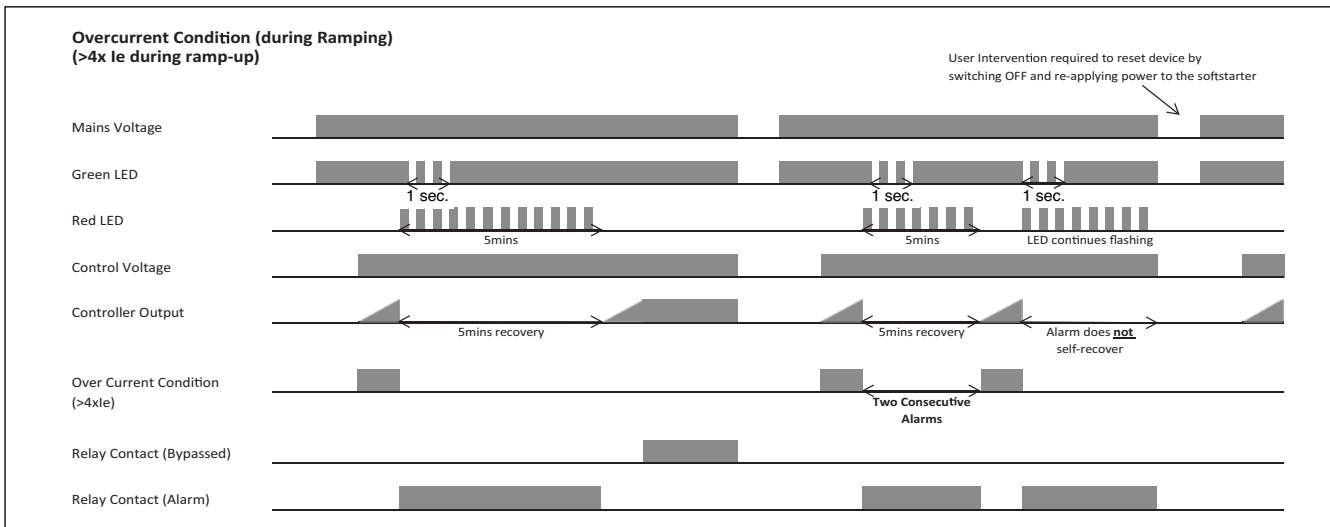 Overcurrent Condition (during Ramping)
(>4x Ie during ramp-up)
User Intervention required to reset device by
switching OFF and re-applying power to the softstarter
Mains Voltage
Green LED
1 sec.
1 sec.
1 sec.
Red LED
5mins
5mins
LED continues flashing
Control Voltage
Controller Output
5mins recovery
5mins recovery
Alarm does not
self-recover
Over Current Condition
(>4xIe)
Two Consecutive
Alarms
Relay Contact (Bypassed)
Relay Contact (Alarm)